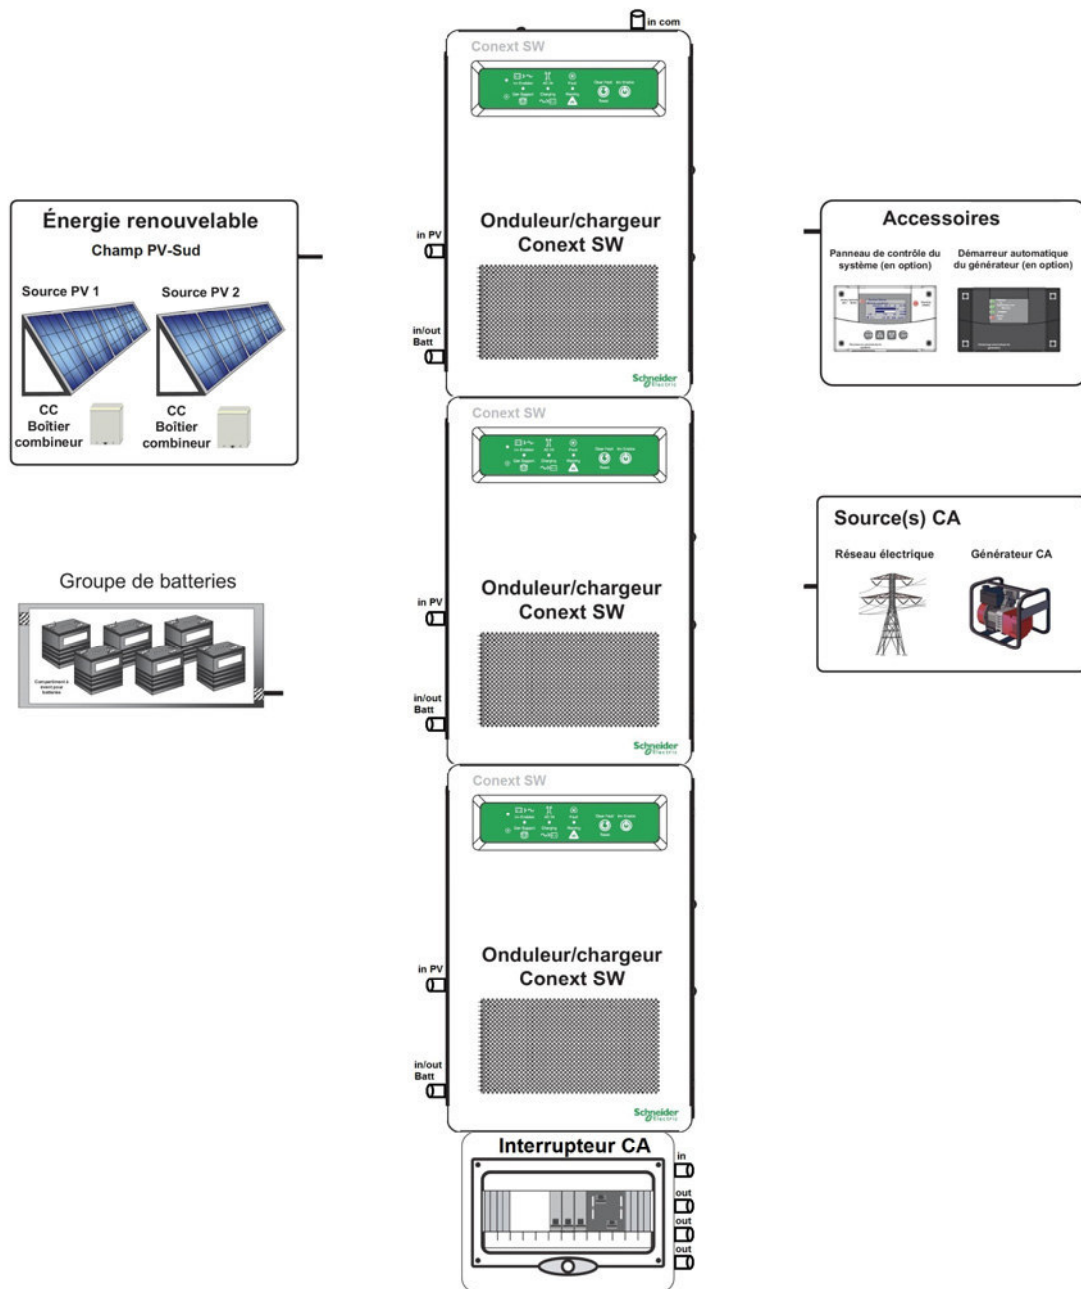 in com
Conext SW
in PV
Onduleur/chargeur
Conext SW
in/out
Batt
Schneider
Electric
Énergie renouvelable
Champ PV-Sud
Source PV 1
Source PV 2
CC
Boîtier
combineur
CC
Boîtier
combineur
Accessoires
Panneau de contrôle du
système (en option)
Démarreur automatique
du générateur (en option)
Conext SW
in PV
Onduleur/chargeur
Conext SW
in/out
Batt
Schneider
Electric
Groupe de batteries
Source(s) CA
Réseau électrique
Générateur CA
Conext SW
in PV
Onduleur/chargeur
Conext SW
in/out
Batt
Schneider
Electric
Interrupteur CA
in
out
out
out